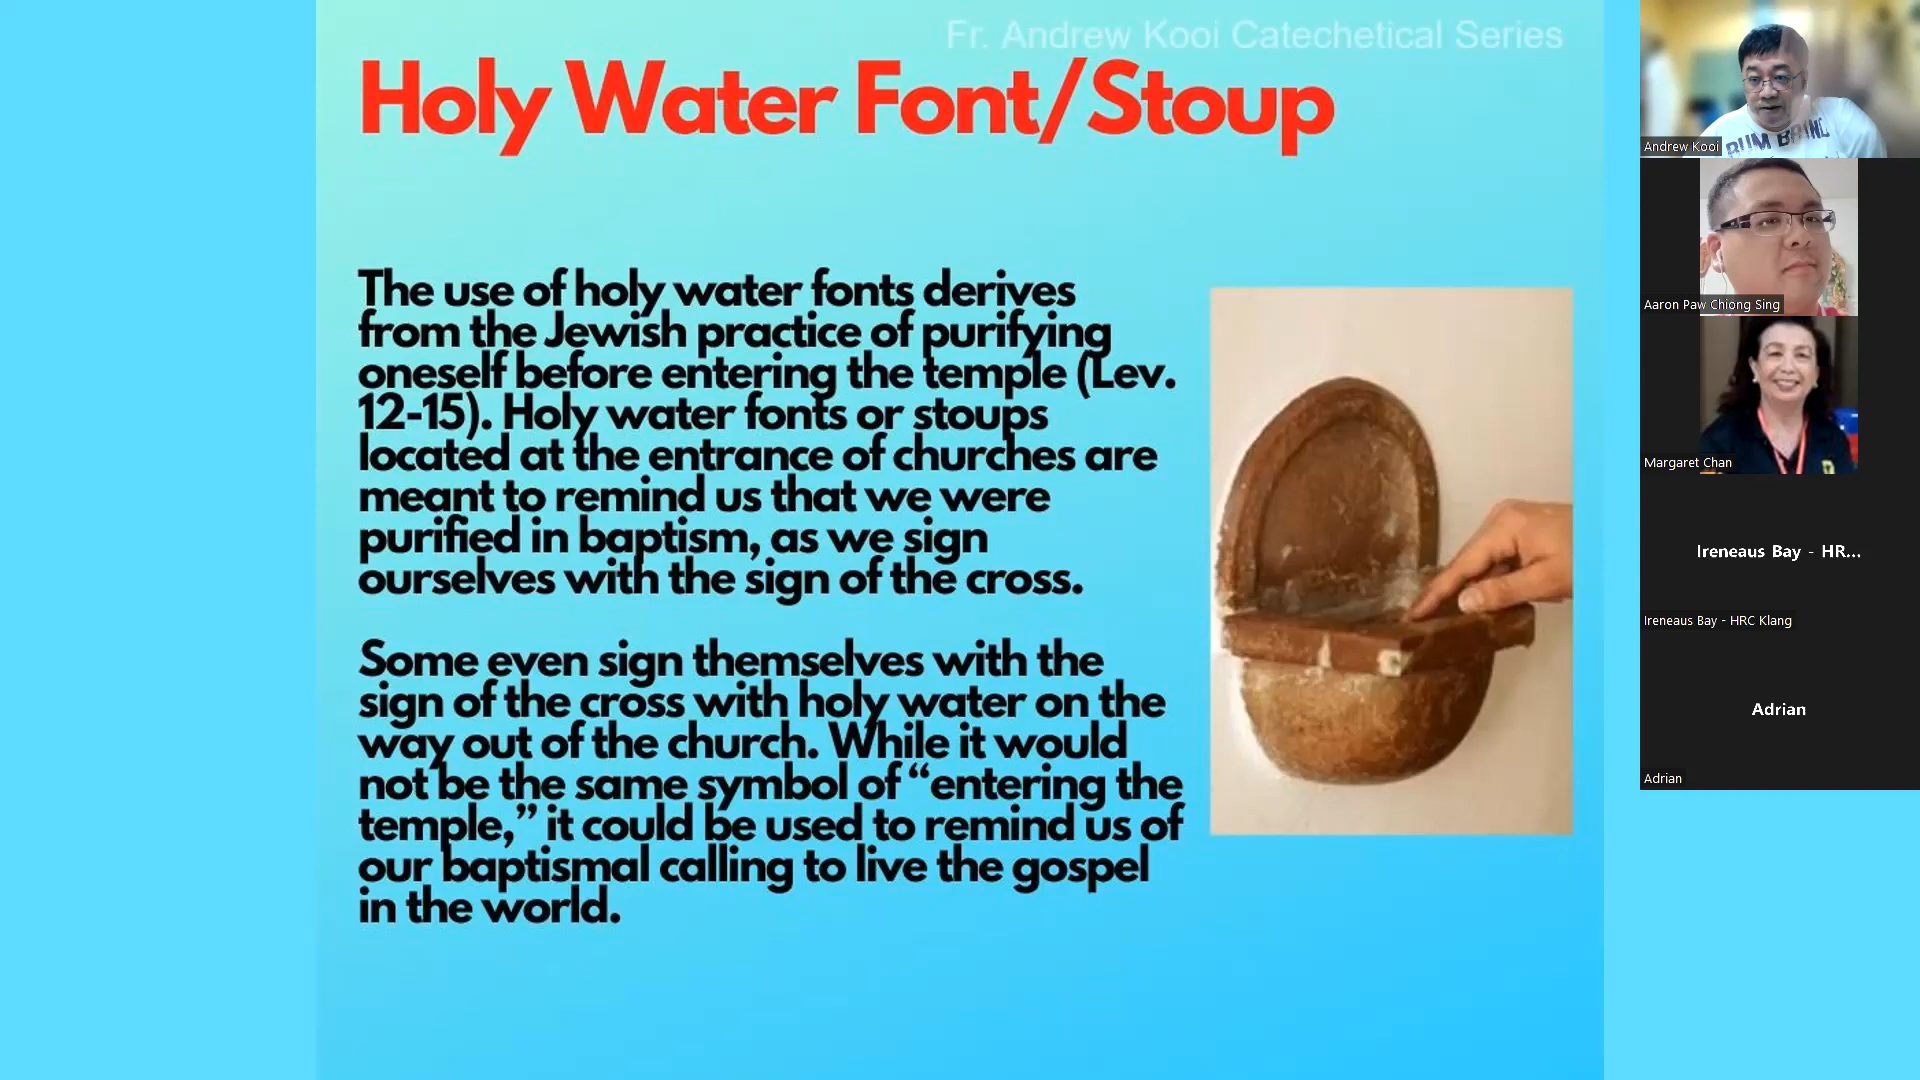 Fr. Andrew Kooi Catechetical Series
Holy Water Font/Stoup
The use of holy water fonts derives
from the Jewish practice of purifying
oneself before entering the temple (Lev.
12-15). Holy water fonts or stoups
located at the entrance of churches are
meant to remind us that we were
purified in baptism, as we sign
ourselves with the sign of the cross.
Some even sign themselves with the
sign of the cross with holy water on the
way out of the church. While it would
not be the same symbol of “entering the
temple,” it could be used to remind us of
our baptismal calling to live the gospel
in the world.
Andrew Kooi
Aaron Paw Chiong Sing
Margaret Chan
Ireneaus Bay - HR...
Ireneaus Bay - HRC Klang
Adrian
Adrian